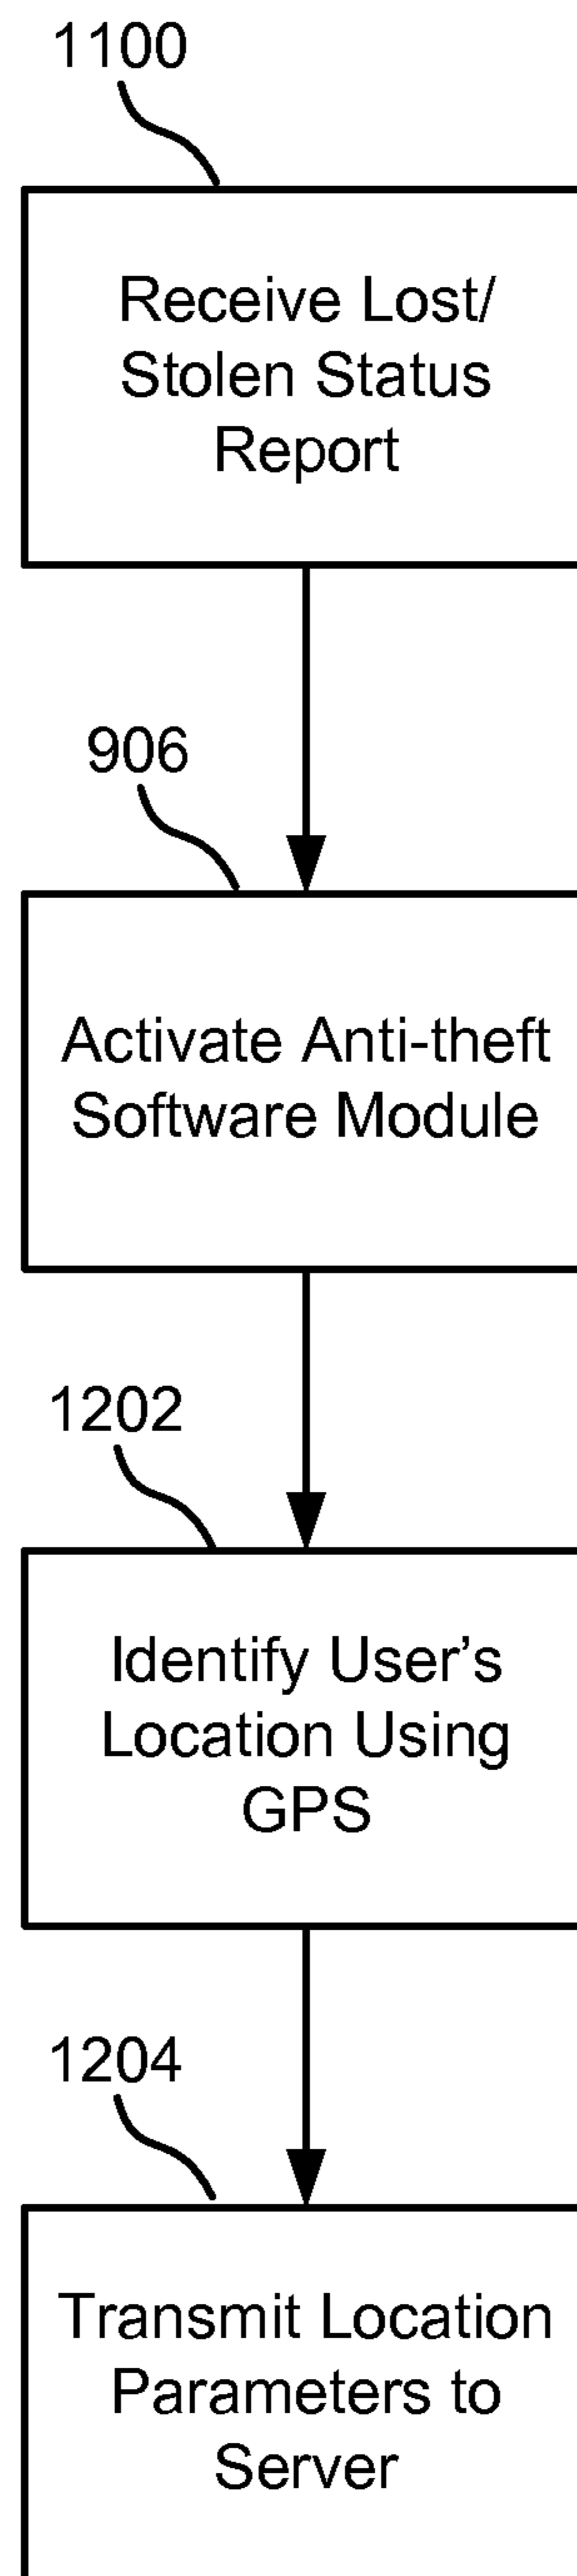 1100
Receive Lost/
Stolen Status
Report
906
Activate Anti-theft
Software Module
1202
Identify User’s
Location Using
GPS
1204
Transmit Location
Parameters to
Server